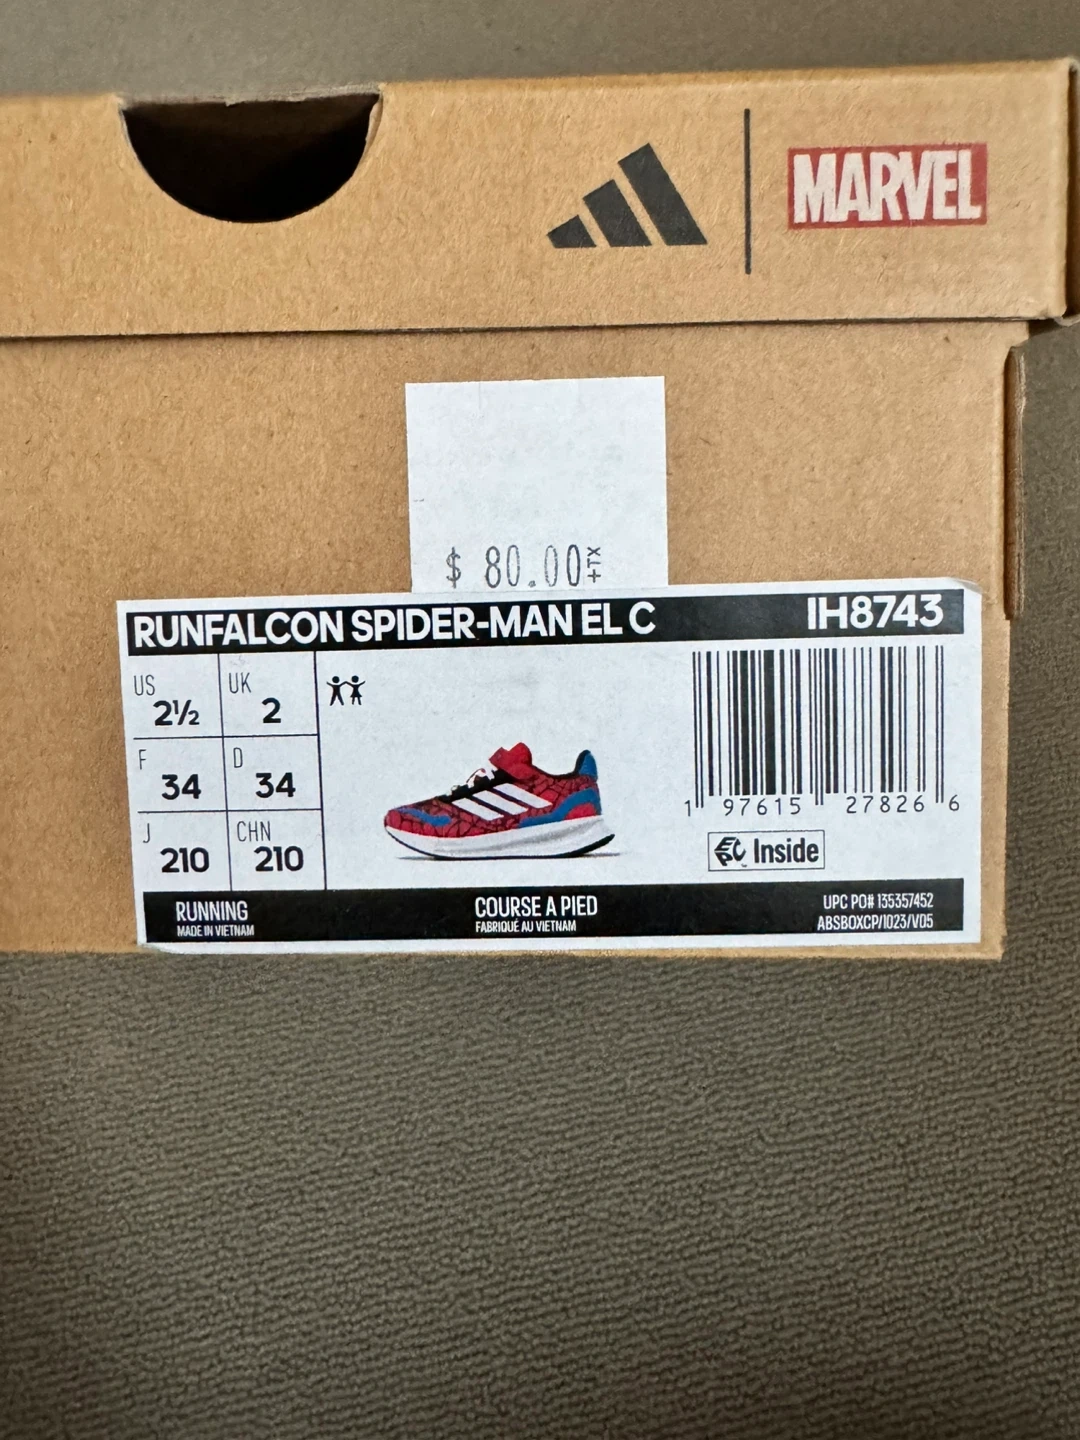 MARVEL
$ 80.00 +TX
RUNFALCON SPIDER-MAN EL C IH8743
US 2½ UK 2
F 34 D 34
J 210 CHN 210
1 97615 27826 6
EPC Inside
RUNNING COURSE A PIED UPC PO# 135357452
MADE IN VIETNAM FABRIQUÉ AU VIETNAM ABSBOXCP/1023/V05